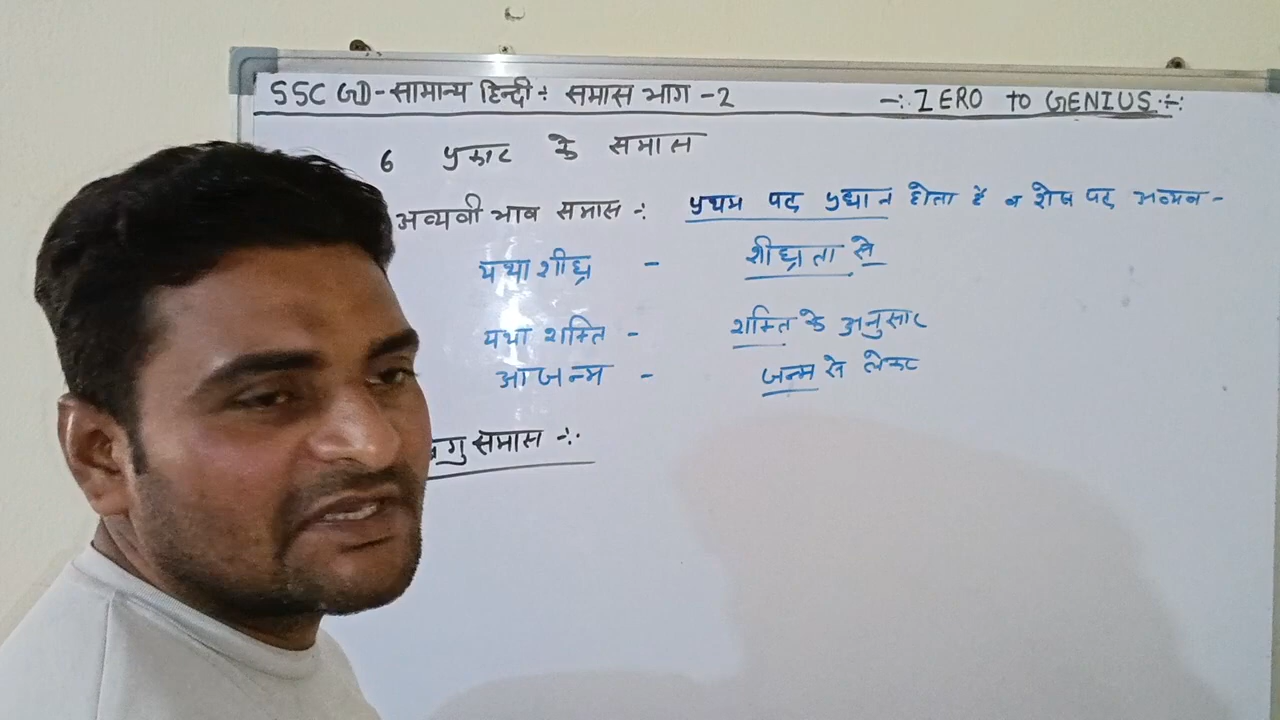 SSC GD-सामान्य हिन्दी ÷ समास भाग -2 -: ZERO to GENIUS :-
6 प्रकार के समास
अव्ययी भाव समास -: प्रथम पद प्रधान होता है व शेष पद
यथा शीघ्र - शीघ्रता से
यथा शक्ति - शक्ति के अनुसार
आजन्म - जन्म से लेकर
गु समास -:-